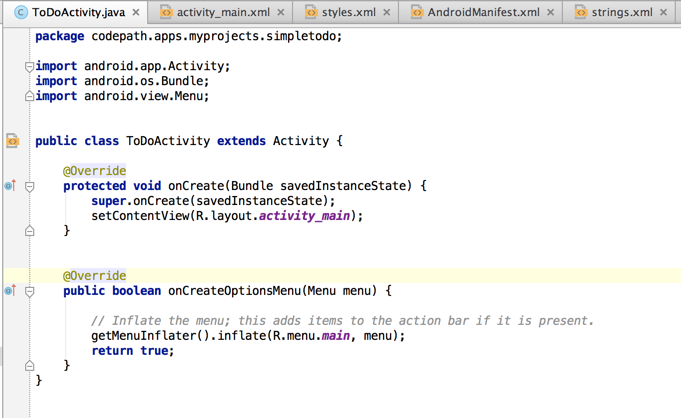 ToDoActivity.java × activity_main.xml × styles.xml × AndroidManifest.xml × strings.xml ×
package codepath.apps.myprojects.simpletodo;
import android.app.Activity;
import android.os.Bundle;
import android.view.Menu;
public class ToDoActivity extends Activity {
@Override
protected void onCreate(Bundle savedInstanceState) {
super.onCreate(savedInstanceState);
setContentView(R.layout.activity_main);
}
@Override
public boolean onCreateOptionsMenu(Menu menu) {
// Inflate the menu; this adds items to the action bar if it is present.
getMenuInflater().inflate(R.menu.main, menu);
return true;
}
}